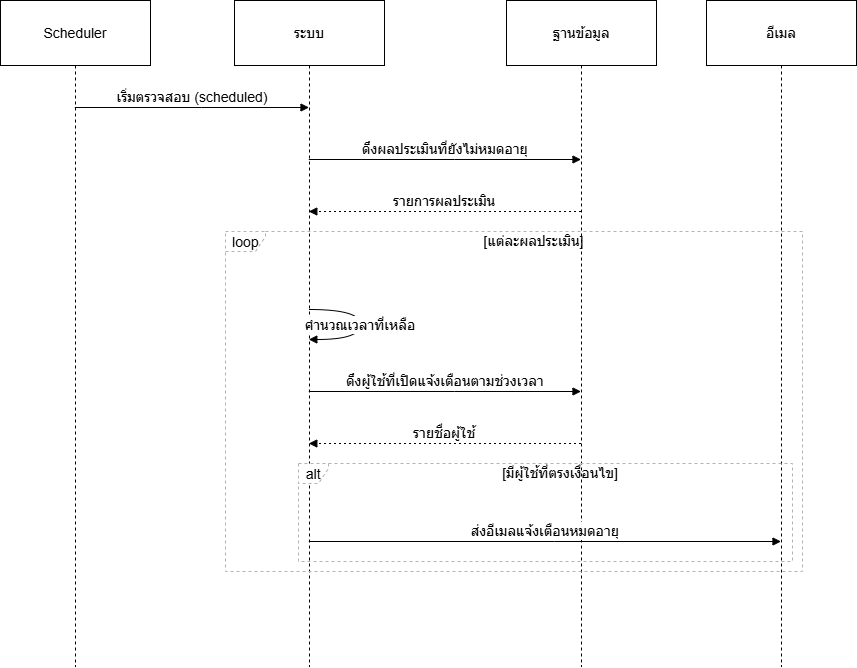 Scheduler
ระบบ
ฐานข้อมูล
อีเมล
เริ่มตรวจสอบ (scheduled)
ดึงผลประเมินที่ยังไม่หมดอายุ
รายการผลประเมิน
loop
[แต่ละผลประเมิน]
คำนวณเวลาที่เหลือ
ดึงผู้ใช้ที่เปิดแจ้งเตือนตามช่วงเวลา
รายชื่อผู้ใช้
alt
[มีผู้ใช้ที่ตรงเงื่อนไข]
ส่งอีเมลแจ้งเตือนหมดอายุ